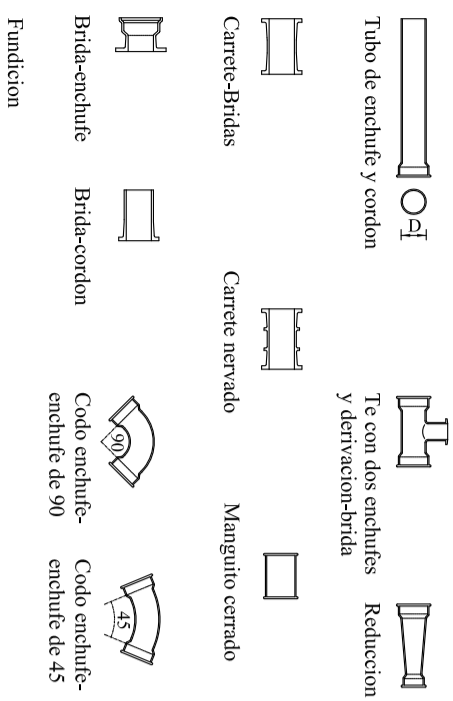 Tubo de enchufe y cordon
D
Te con dos enchufes
y derivacion-brida
Reduccion
Carrete-Bridas
Carrete nervado
Manguito cerrado
Brida-enchufe
Brida-cordon
90
Codo enchufe-
enchufe de 90
45
Codo enchufe-
enchufe de 45
Fundicion